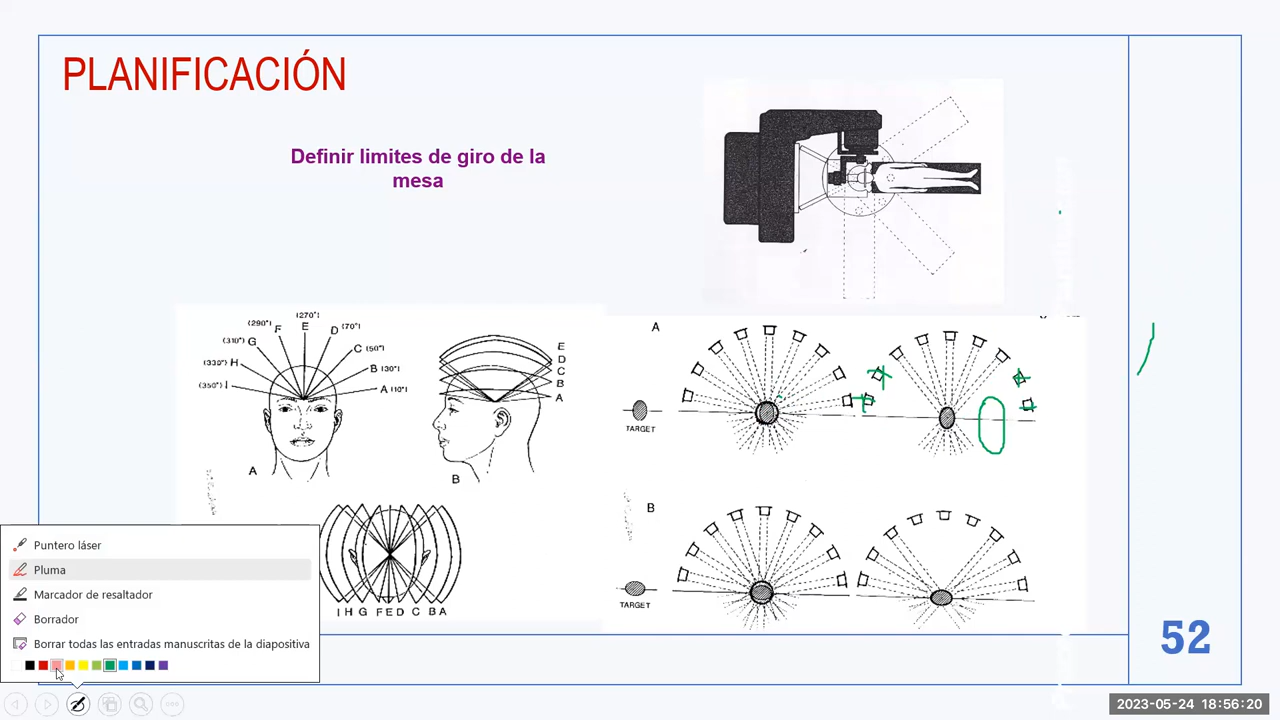 PLANIFICACIÓN
Definir limites de giro de la
mesa
(270°)
(290°) F E D (70°)
(310°) G C (50°)
(330°) H B (30°)
(350°) I A (10°)
A
E
D
C
B
A
B
I H G F E D C B A
A
TARGET
B
TARGET
52
Puntero láser
Pluma
Marcador de resaltador
Borrador
Borrar todas las entradas manuscritas de la diapositiva
2023-05-24 18:56:20